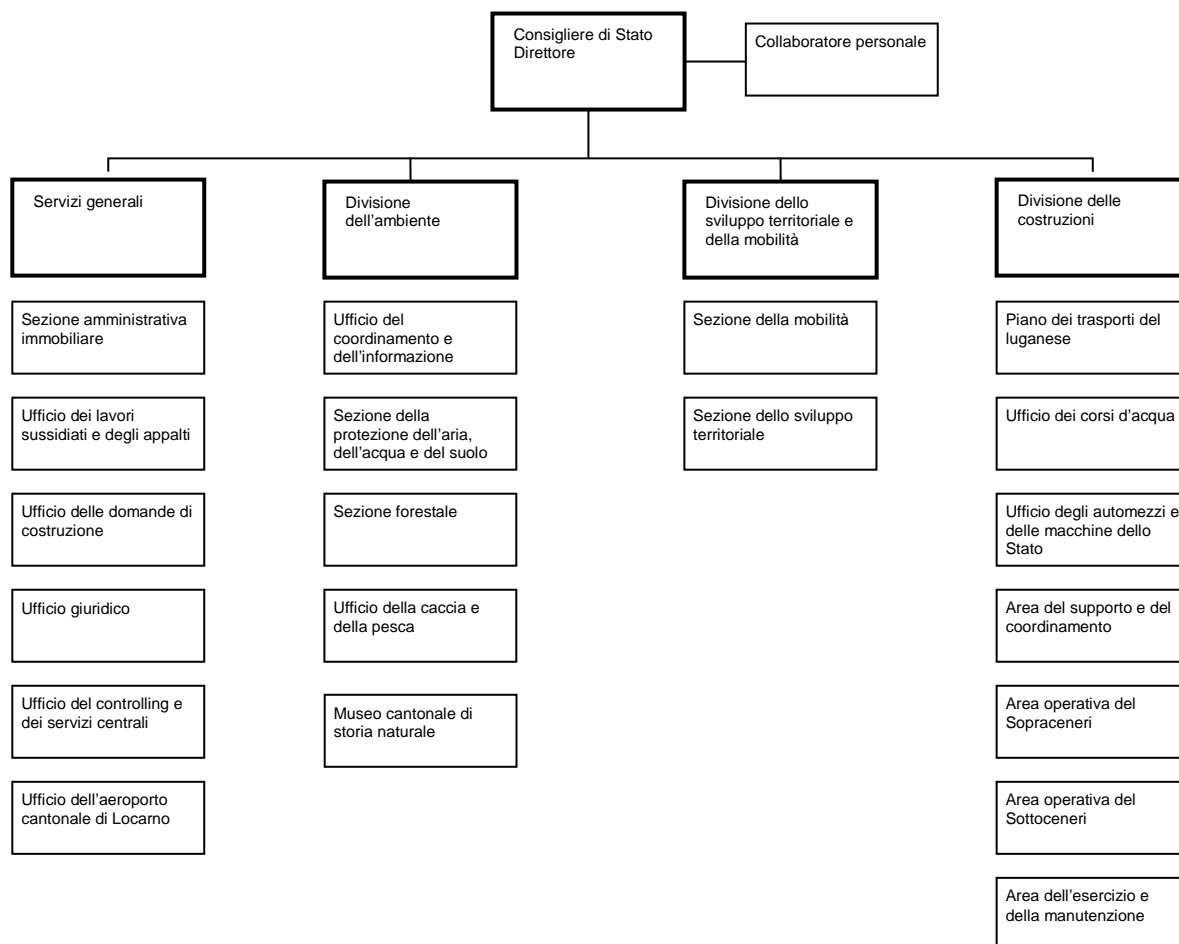 Consigliere di Stato
Direttore
Collaboratore personale
Servizi generali
Divisione
dell'ambiente
Divisione dello
sviluppo territoriale e
della mobilità
Divisione delle
costruzioni
Sezione amministrativa
immobiliare
Ufficio dei lavori
sussidiati e degli appalti
Ufficio delle domande di
costruzione
Ufficio giuridico
Ufficio del controlling e
dei servizi centrali
Ufficio dell'aeroporto
cantonale di Locarno
Ufficio del
coordinamento e
dell'informazione
Sezione della
protezione dell'aria,
dell'acqua e del suolo
Sezione forestale
Ufficio della caccia e
della pesca
Museo cantonale di
storia naturale
Sezione della mobilità
Sezione dello sviluppo
territoriale
Piano dei trasporti del
luganese
Ufficio dei corsi d'acqua
Ufficio degli automezzi e
delle macchine dello
Stato
Area del supporto e del
coordinamento
Area operativa del
Sopraceneri
Area operativa del
Sottoceneri
Area dell'esercizio e
della manutenzione